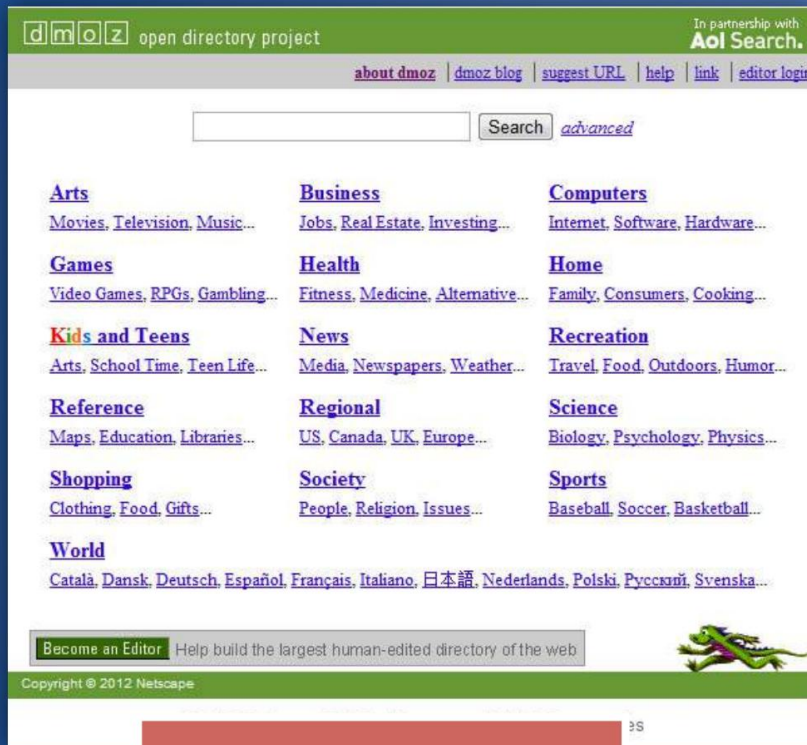 dmoz open directory project
In partnership with
Aol Search.
about dmoz | dmoz blog | suggest URL | help | link | editor login
Search advanced
Arts
Movies, Television, Music...
Business
Jobs, Real Estate, Investing...
Computers
Internet, Software, Hardware...
Games
Video Games, RPGs, Gambling...
Health
Fitness, Medicine, Alternative...
Home
Family, Consumers, Cooking...
Kids and Teens
Arts, School Time, Teen Life...
News
Media, Newspapers, Weather...
Recreation
Travel, Food, Outdoors, Humor...
Reference
Maps, Education, Libraries...
Regional
US, Canada, UK, Europe...
Science
Biology, Psychology, Physics...
Shopping
Clothing, Food, Gifts...
Society
People, Religion, Issues...
Sports
Baseball, Soccer, Basketball...
World
Català, Dansk, Deutsch, Español, Français, Italiano, 日本語, Nederlands, Polski, Русский, Svenska...
Become an Editor Help build the largest human-edited directory of the web
Copyright © 2012 Netscape